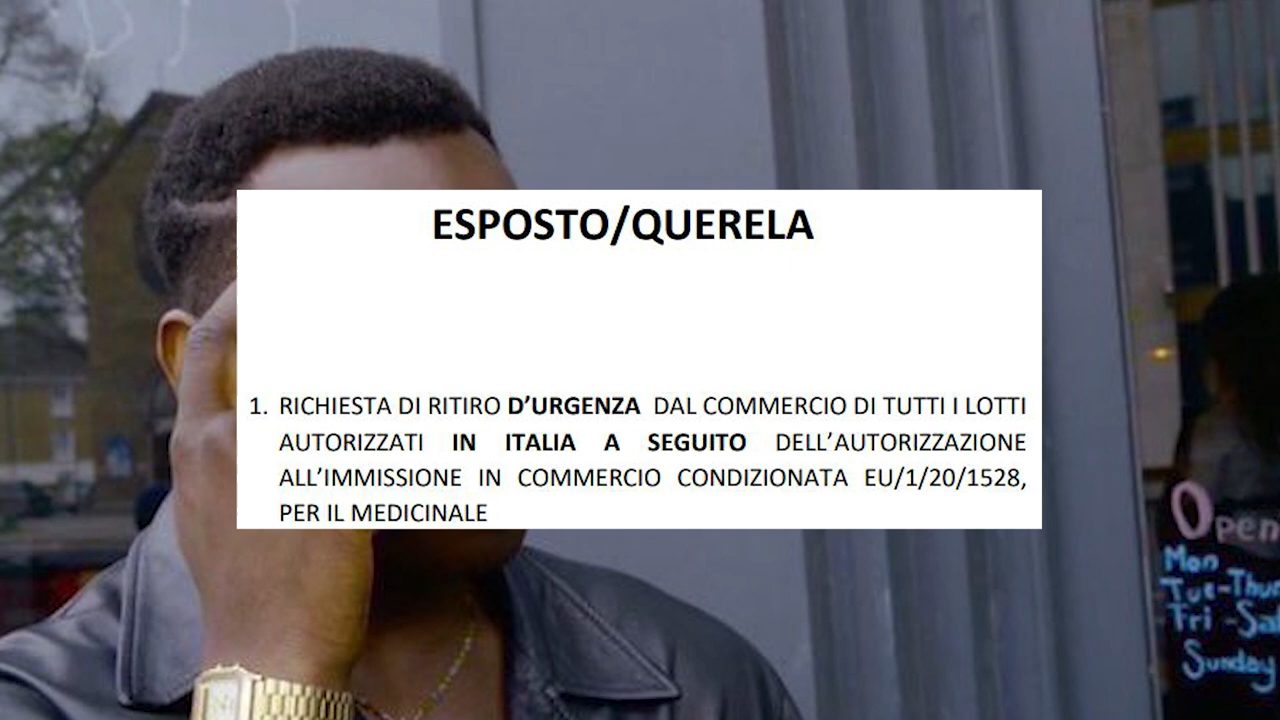 ESPOSTO/QUERELA
1. RICHIESTA DI RITIRO D’URGENZA DAL COMMERCIO DI TUTTI I LOTTI
AUTORIZZATI IN ITALIA A SEGUITO DELL’AUTORIZZAZIONE
ALL’IMMISSIONE IN COMMERCIO CONDIZIONATA EU/1/20/1528,
PER IL MEDICINALE
Open
Mon
Tue-Thu
Fri -Sa
Sunday